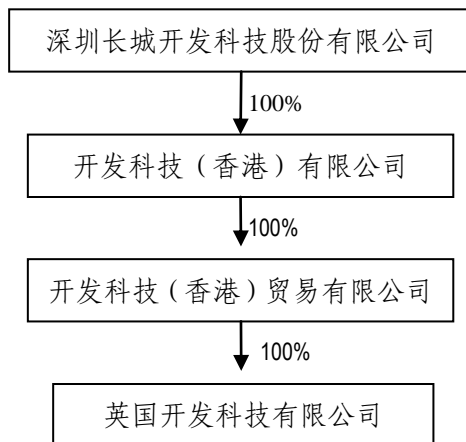 深圳长城开发科技股份有限公司
100%
开发科技（香港）有限公司
100%
开发科技（香港）贸易有限公司
100%
英国开发科技有限公司